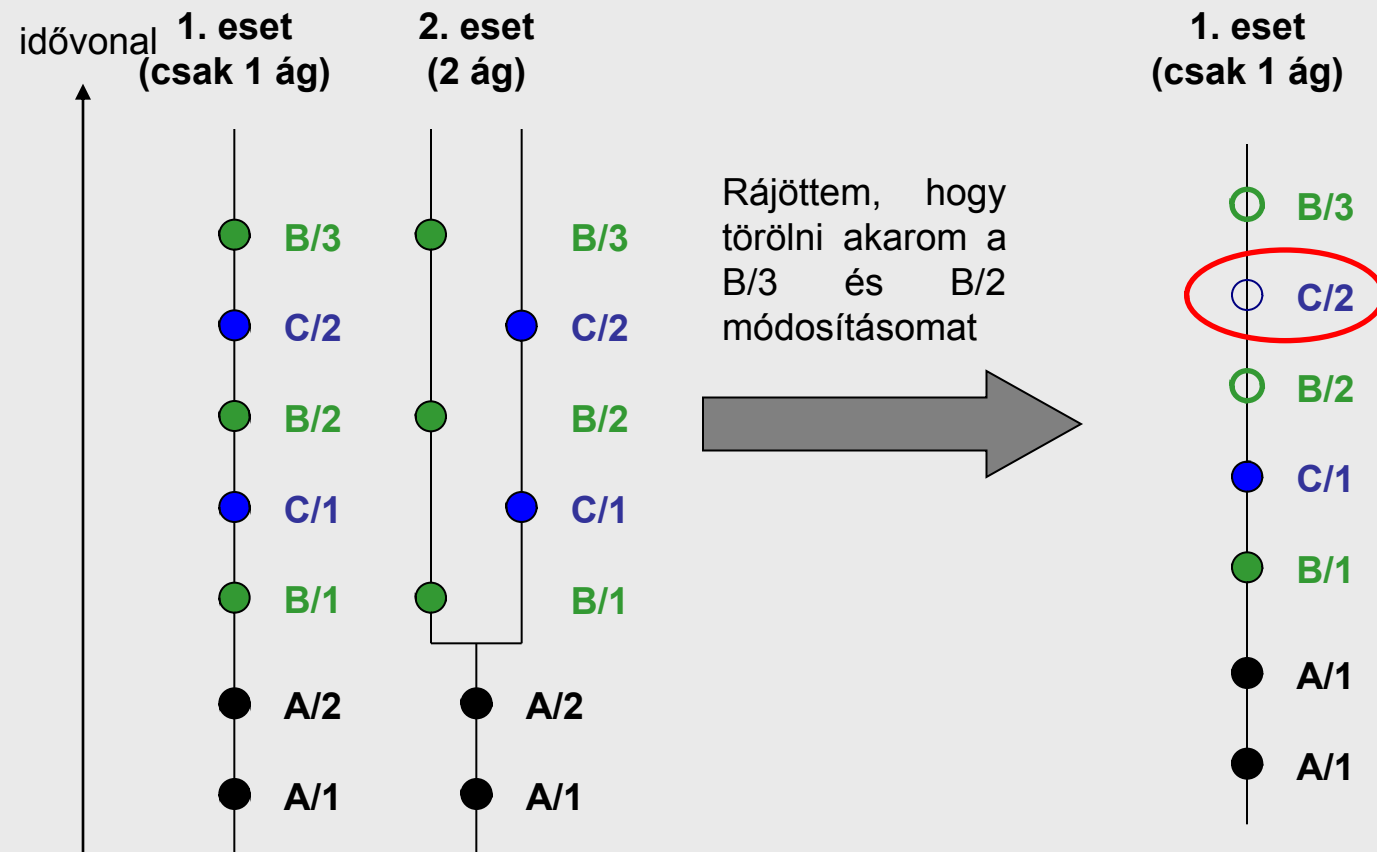 idővonal
1. eset
(csak 1 ág)
2. eset
(2 ág)
1. eset
(csak 1 ág)
B/3
C/2
B/2
C/1
B/1
A/2
A/1
B/3
C/2
B/2
C/1
B/1
A/2
A/1
Rájöttem, hogy
törölni akarom a
B/3 és B/2
módosításomat
B/3
C/2
B/2
C/1
B/1
A/1
A/1